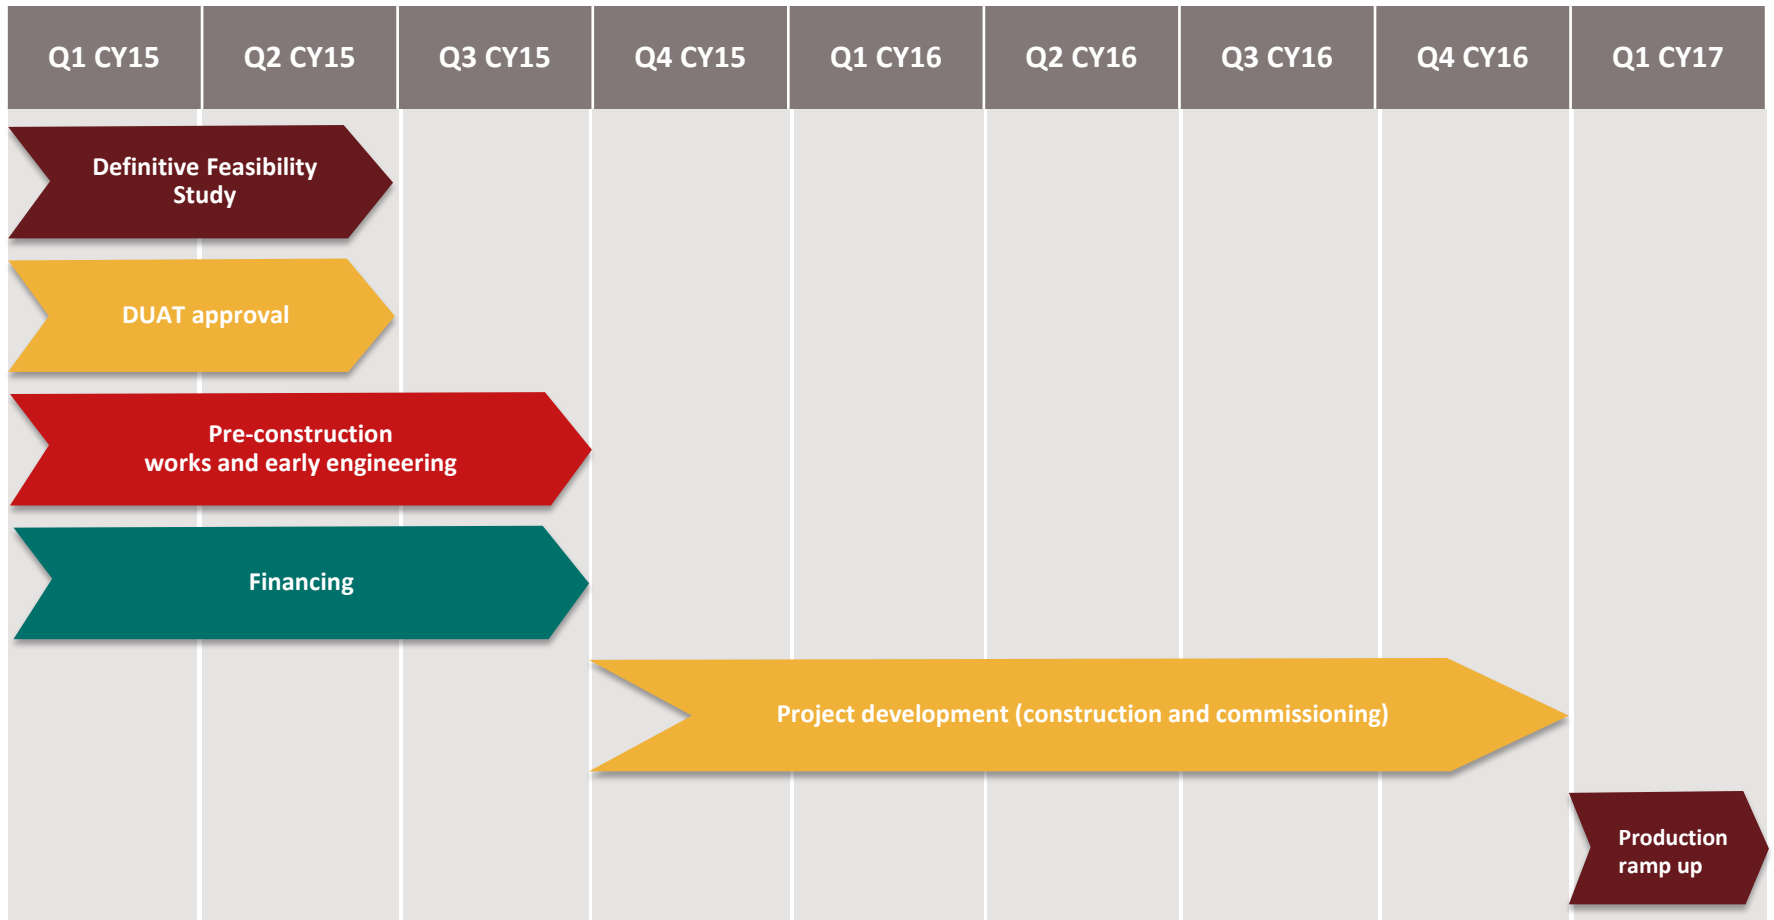 Q1 CY15 Q2 CY15 Q3 CY15 Q4 CY15 Q1 CY16 Q2 CY16 Q3 CY16 Q4 CY16 Q1 CY17
Definitive Feasibility
Study
DUAT approval
Pre-construction
works and early engineering
Financing
Project development (construction and commissioning)
Production
ramp up